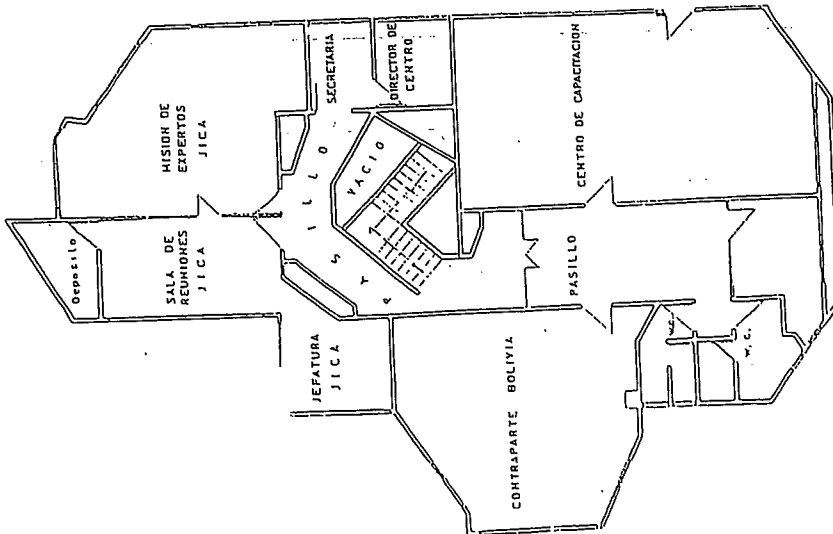 Deposito
SALA DE
REUNIONES
JICA
HISION DE
EXPERTOS
JICA
SECRETARIA
DIRECTOR DE
CENTRO
PASILLO
VACIO
JEFATURA
JICA
CENTRO DE CAPACITACION
PASILLO
CONTRAPARTE BOLIVIA
W.C.
W.C.